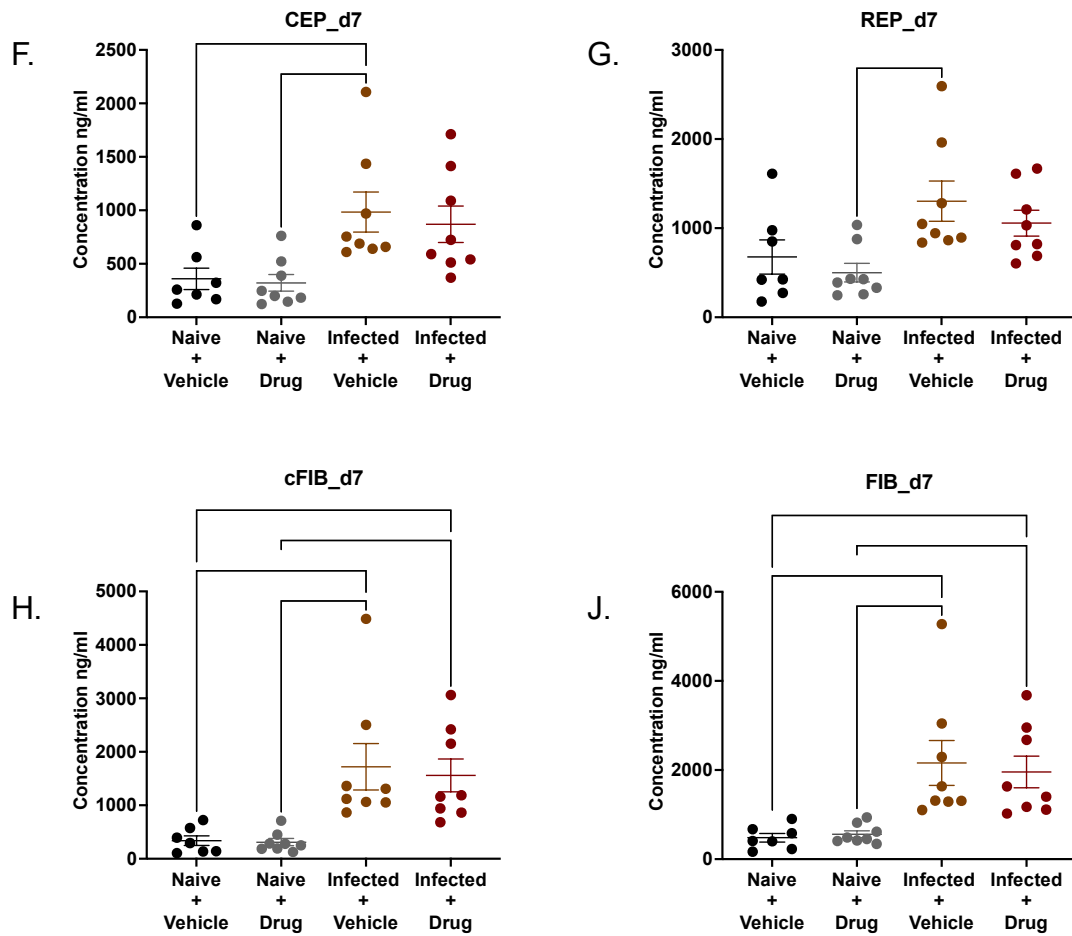 CEP_d7
F.
Concentration ng/ml
2500
2000
1500
1000
500
0
Naive + Vehicle
Naive + Drug
Infected + Vehicle
Infected + Drug
REP_d7
G.
Concentration ng/ml
3000
2000
1000
0
Naive + Vehicle
Naive + Drug
Infected + Vehicle
Infected + Drug
cFIB_d7
H.
Concentration ng/ml
5000
4000
3000
2000
1000
0
Naive + Vehicle
Naive + Drug
Infected + Vehicle
Infected + Drug
FIB_d7
J.
Concentration ng/ml
6000
4000
2000
0
Naive + Vehicle
Naive + Drug
Infected + Vehicle
Infected + Drug